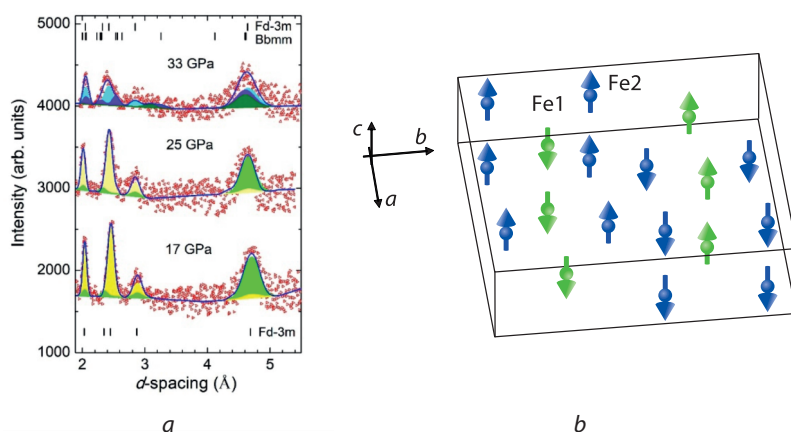 5000
4000
3000
2000
1000
Intensity (arb. units)
Fd-3m
Bbmm
33 GPa
25 GPa
17 GPa
Fd-3m
2 3 4 5
d-spacing (Å)
a
Fe1
Fe2
c
b
a
b